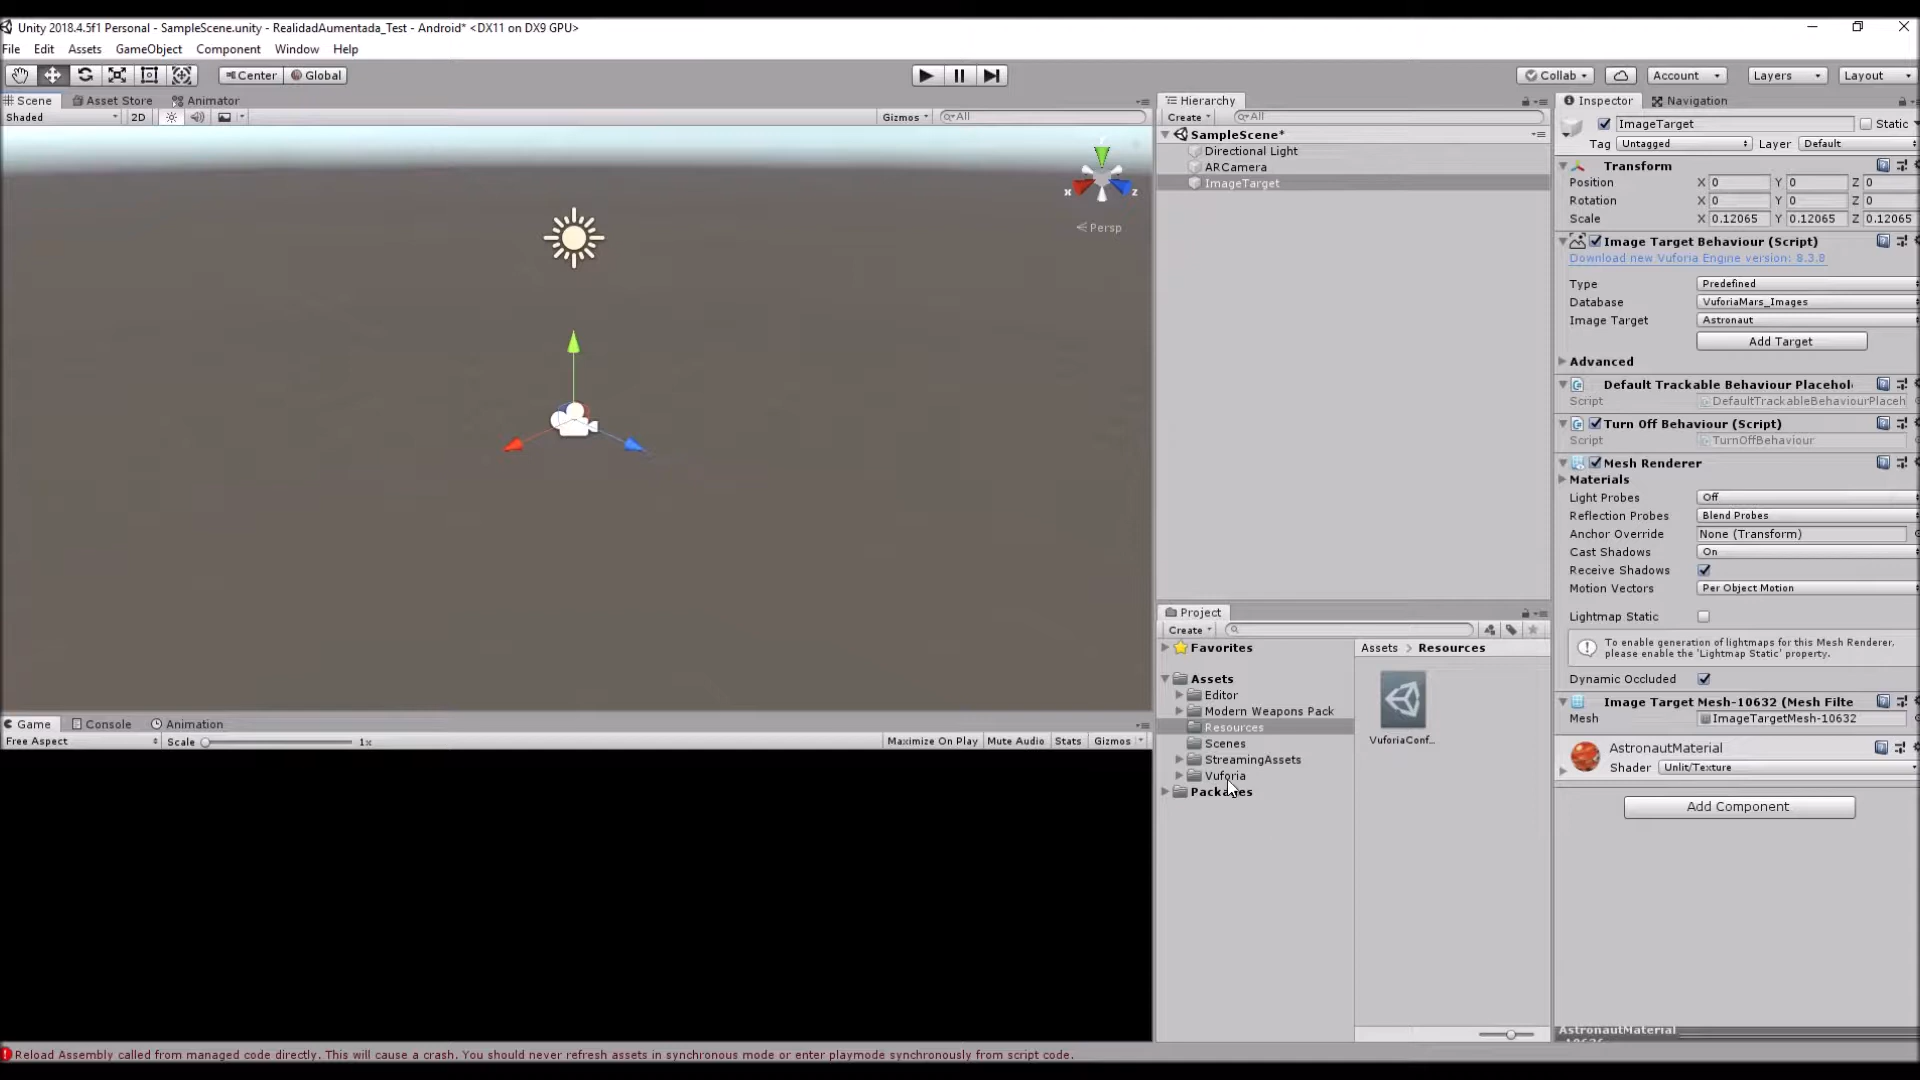 Unity 2018.4.5f1 Personal - SampleScene.unity - RealidadAumentada_Test - Android* <DX11 on DX9 GPU>
File Edit Assets GameObject Component Window Help
Center Global Collab Account Layers Layout
Scene Asset Store Animator
Shaded 2D Gizmos All
x z
Persp
Hierarchy
Create All
SampleScene*
Directional Light
ARCamera
ImageTarget
Inspector Navigation
ImageTarget Static
Tag Untagged Layer Default
Transform
Position X 0 Y 0 Z 0
Rotation X 0 Y 0 Z 0
Scale X 0.12065 Y 0.12065 Z 0.12065
Image Target Behaviour (Script)
Download new Vuforia Engine version: 8.3.8
Type Predefined
Database VuforiaMars_Images
Image Target Astronaut
Add Target
Advanced
Default Trackable Behaviour Placehol
Script DefaultTrackableBehaviourPlaceh
Turn Off Behaviour (Script)
Script TurnOffBehaviour
Mesh Renderer
Materials
Light Probes Off
Reflection Probes Blend Probes
Anchor Override None (Transform)
Cast Shadows On
Receive Shadows
Motion Vectors Per Object Motion
Lightmap Static
To enable generation of lightmaps for this Mesh Renderer,
please enable the 'Lightmap Static' property.
Dynamic Occluded
Image Target Mesh-10632 (Mesh Filte
Mesh ImageTargetMesh-10632
AstronautMaterial
Shader Unlit/Texture
Add Component
AstronautMaterial
Project
Create
Favorites
Assets
Editor
Modern Weapons Pack
Resources
Scenes
StreamingAssets
Vuforia
Packages
Assets > Resources
VuforiaConf...
Game Console Animation
Free Aspect Scale 1x Maximize On Play Mute Audio Stats Gizmos
Reload Assembly called from managed code directly. This will cause a crash. You should never refresh assets in synchronous mode or enter playmode synchronously from script code.